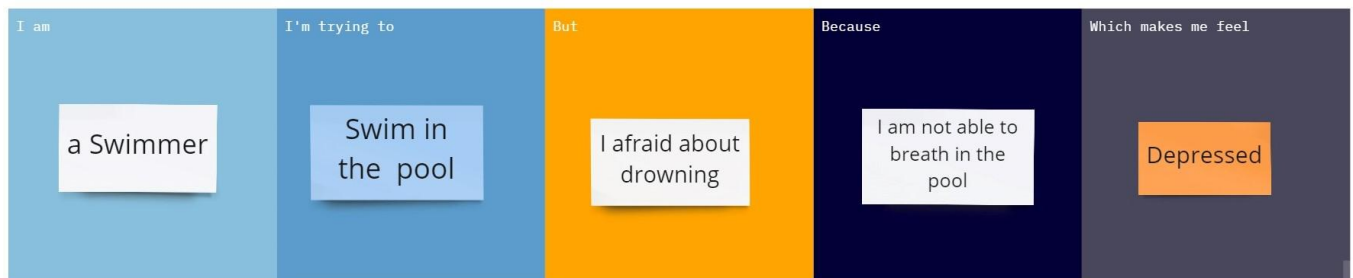 I am
a Swimmer
I'm trying to
Swim in
the pool
But
I afraid about
drowning
Because
I am not able to
breath in the
pool
Which makes me feel
Depressed